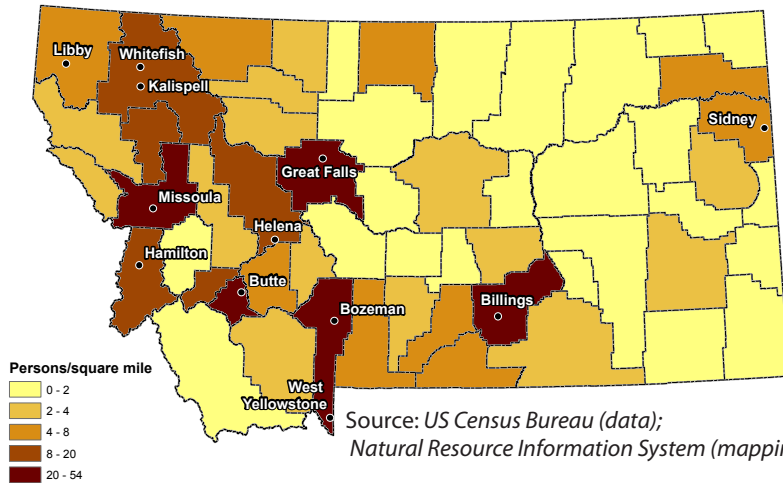 Libby
Whitefish
Kalispell
Sidney
Great Falls
Missoula
Helena
Hamilton
Butte
Bozeman
Billings
West
Yellowstone
Persons/square mile
0 - 2
2 - 4
4 - 8
8 - 20
20 - 54
Source: US Census Bureau (data);
Natural Resource Information System (mappin